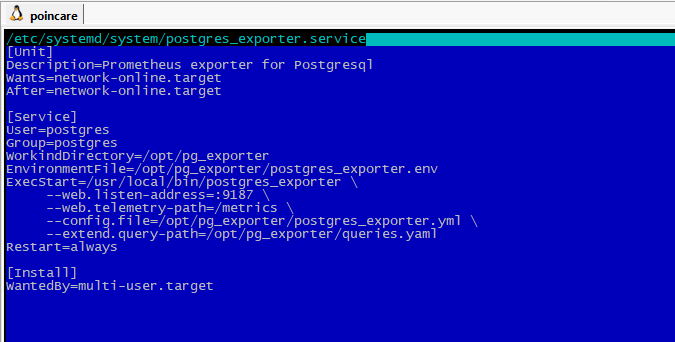 poincare
/etc/systemd/system/postgres_exporter.service
[Unit]
Description=Prometheus exporter for Postgresql
Wants=network-online.target
After=network-online.target
[Service]
User=postgres
Group=postgres
WorkindDirectory=/opt/pg_exporter
EnvironmentFile=/opt/pg_exporter/postgres_exporter.env
ExecStart=/usr/local/bin/postgres_exporter \
--web.listen-address=:9187 \
--web.telemetry-path=/metrics \
--config.file=/opt/pg_exporter/postgres_exporter.yml \
--extend.query-path=/opt/pg_exporter/queries.yaml
Restart=always
[Install]
WantedBy=multi-user.target